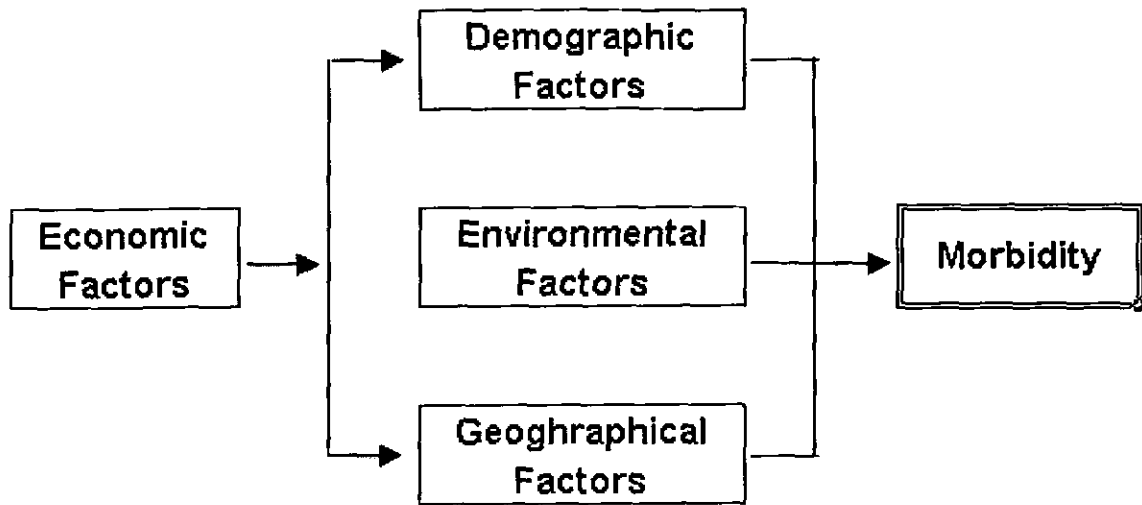 Demographic
Factors
Economic
Factors
Environmental
Factors
Morbidity
Geoghraphical
Factors